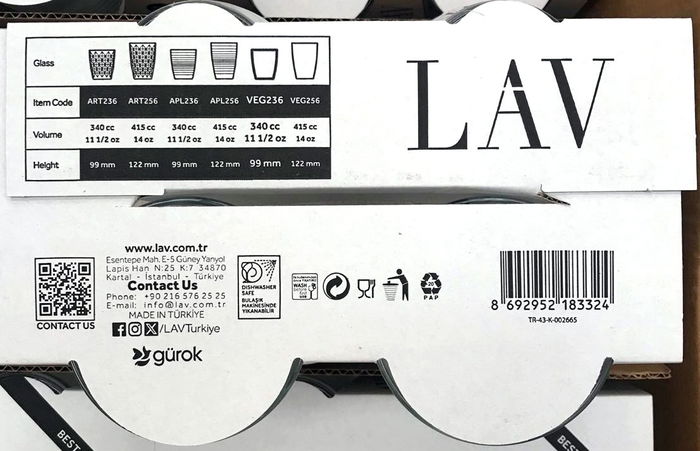 Glass
Item Code ART236 ART256 APL236 APL256 VEG236 VEG256
Volume 340 cc 415 cc 340 cc 415 cc 340 cc 415 cc
11 1/2 oz 14 oz 11 1/2 oz 14 oz 11 1/2 oz 14 oz
Height 99 mm 122 mm 99 mm 122 mm 99 mm 122 mm
LAV
CONTACT US
www.lav.com.tr
Esentepe Mah. E-5 Güney Yanyol
Lapis Han N:25 K:7 34870
Kartal - İstanbul - Türkiye
Contact Us
Phone: +90 216 576 25 25
E-mail: info@lav.com.tr
MADE IN TÜRKİYE
/LAVTurkiye
gürok
DISHWASHER
SAFE
BULAŞIK
MAKİNESİNDE
YIKANABİLİR
WASH
before
first
use
20
PAP
8 692952 183324
TR-43-K-002665
BEST
BEST